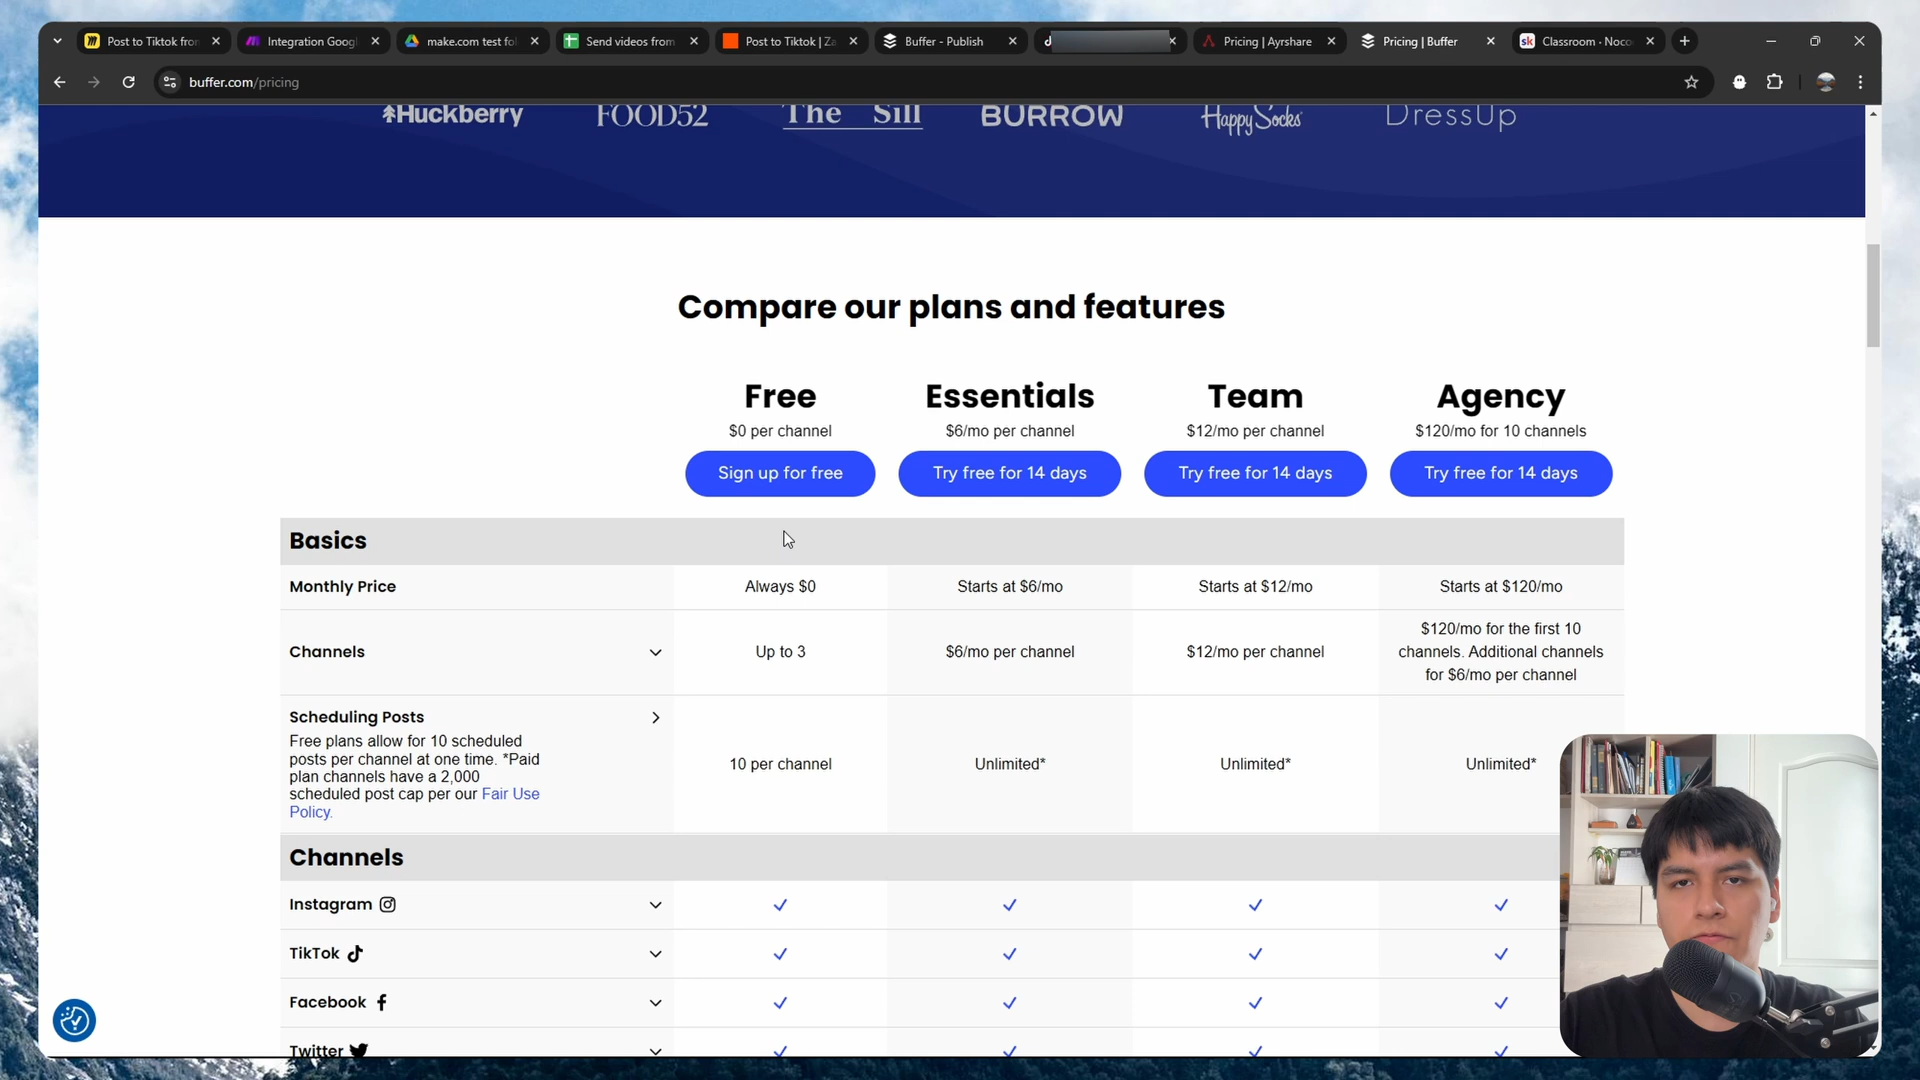 Post to Tiktok fron
Integration Googl
make.com test fol
Send videos from
Post to Tiktok | Za
Buffer - Publish
Pricing | Ayrshare
Pricing | Buffer
sk
Classroom · Noco
buffer.com/pricing
Huckberry
FOOD52
The Sill
BURROW
Happy Socks
DressUp
Compare our plans and features
Free
Essentials
Team
Agency
$0 per channel
$6/mo per channel
$12/mo per channel
$120/mo for 10 channels
Sign up for free
Try free for 14 days
Try free for 14 days
Try free for 14 days
Basics
Monthly Price
Always $0
Starts at $6/mo
Starts at $12/mo
Starts at $120/mo
Channels
Up to 3
$6/mo per channel
$12/mo per channel
$120/mo for the first 10
channels. Additional channels
for $6/mo per channel
Scheduling Posts
Free plans allow for 10 scheduled
posts per channel at one time. *Paid
plan channels have a 2,000
scheduled post cap per our Fair Use
Policy.
10 per channel
Unlimited*
Unlimited*
Unlimited*
Channels
Instagram
TikTok
Facebook
Twitter